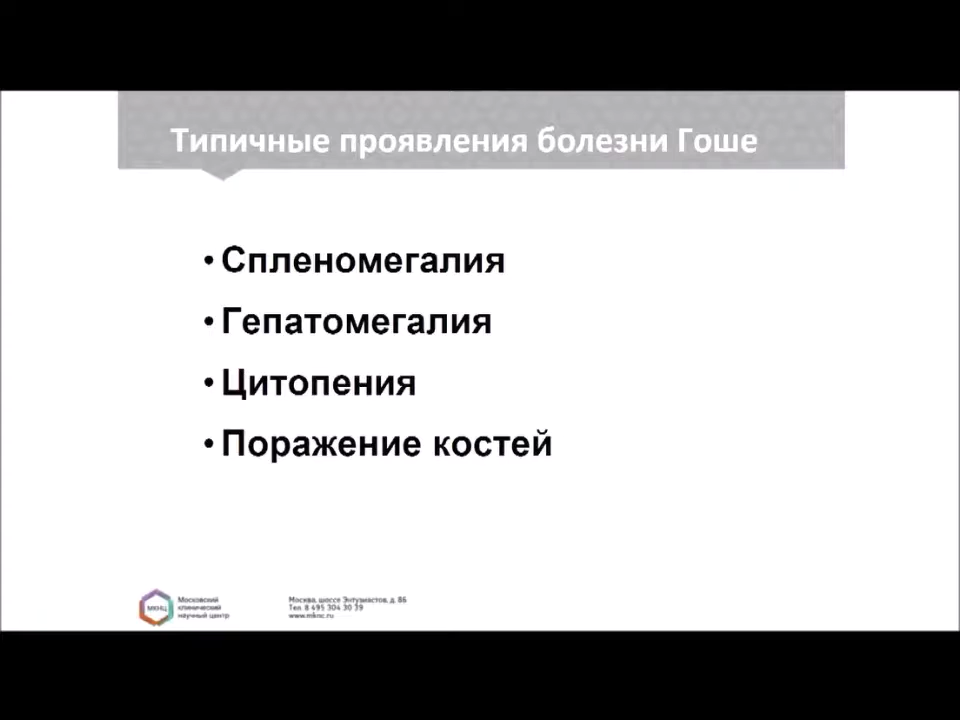 Типичные проявления болезни Гоше
• Спленомегалия
• Гепатомегалия
• Цитопения
• Поражение костей
МКНЦ
Московский
клинический
научный центр
Москва, шоссе Энтузиастов, д. 86
Тел. 8 495 304 30 39
www.mknc.ru